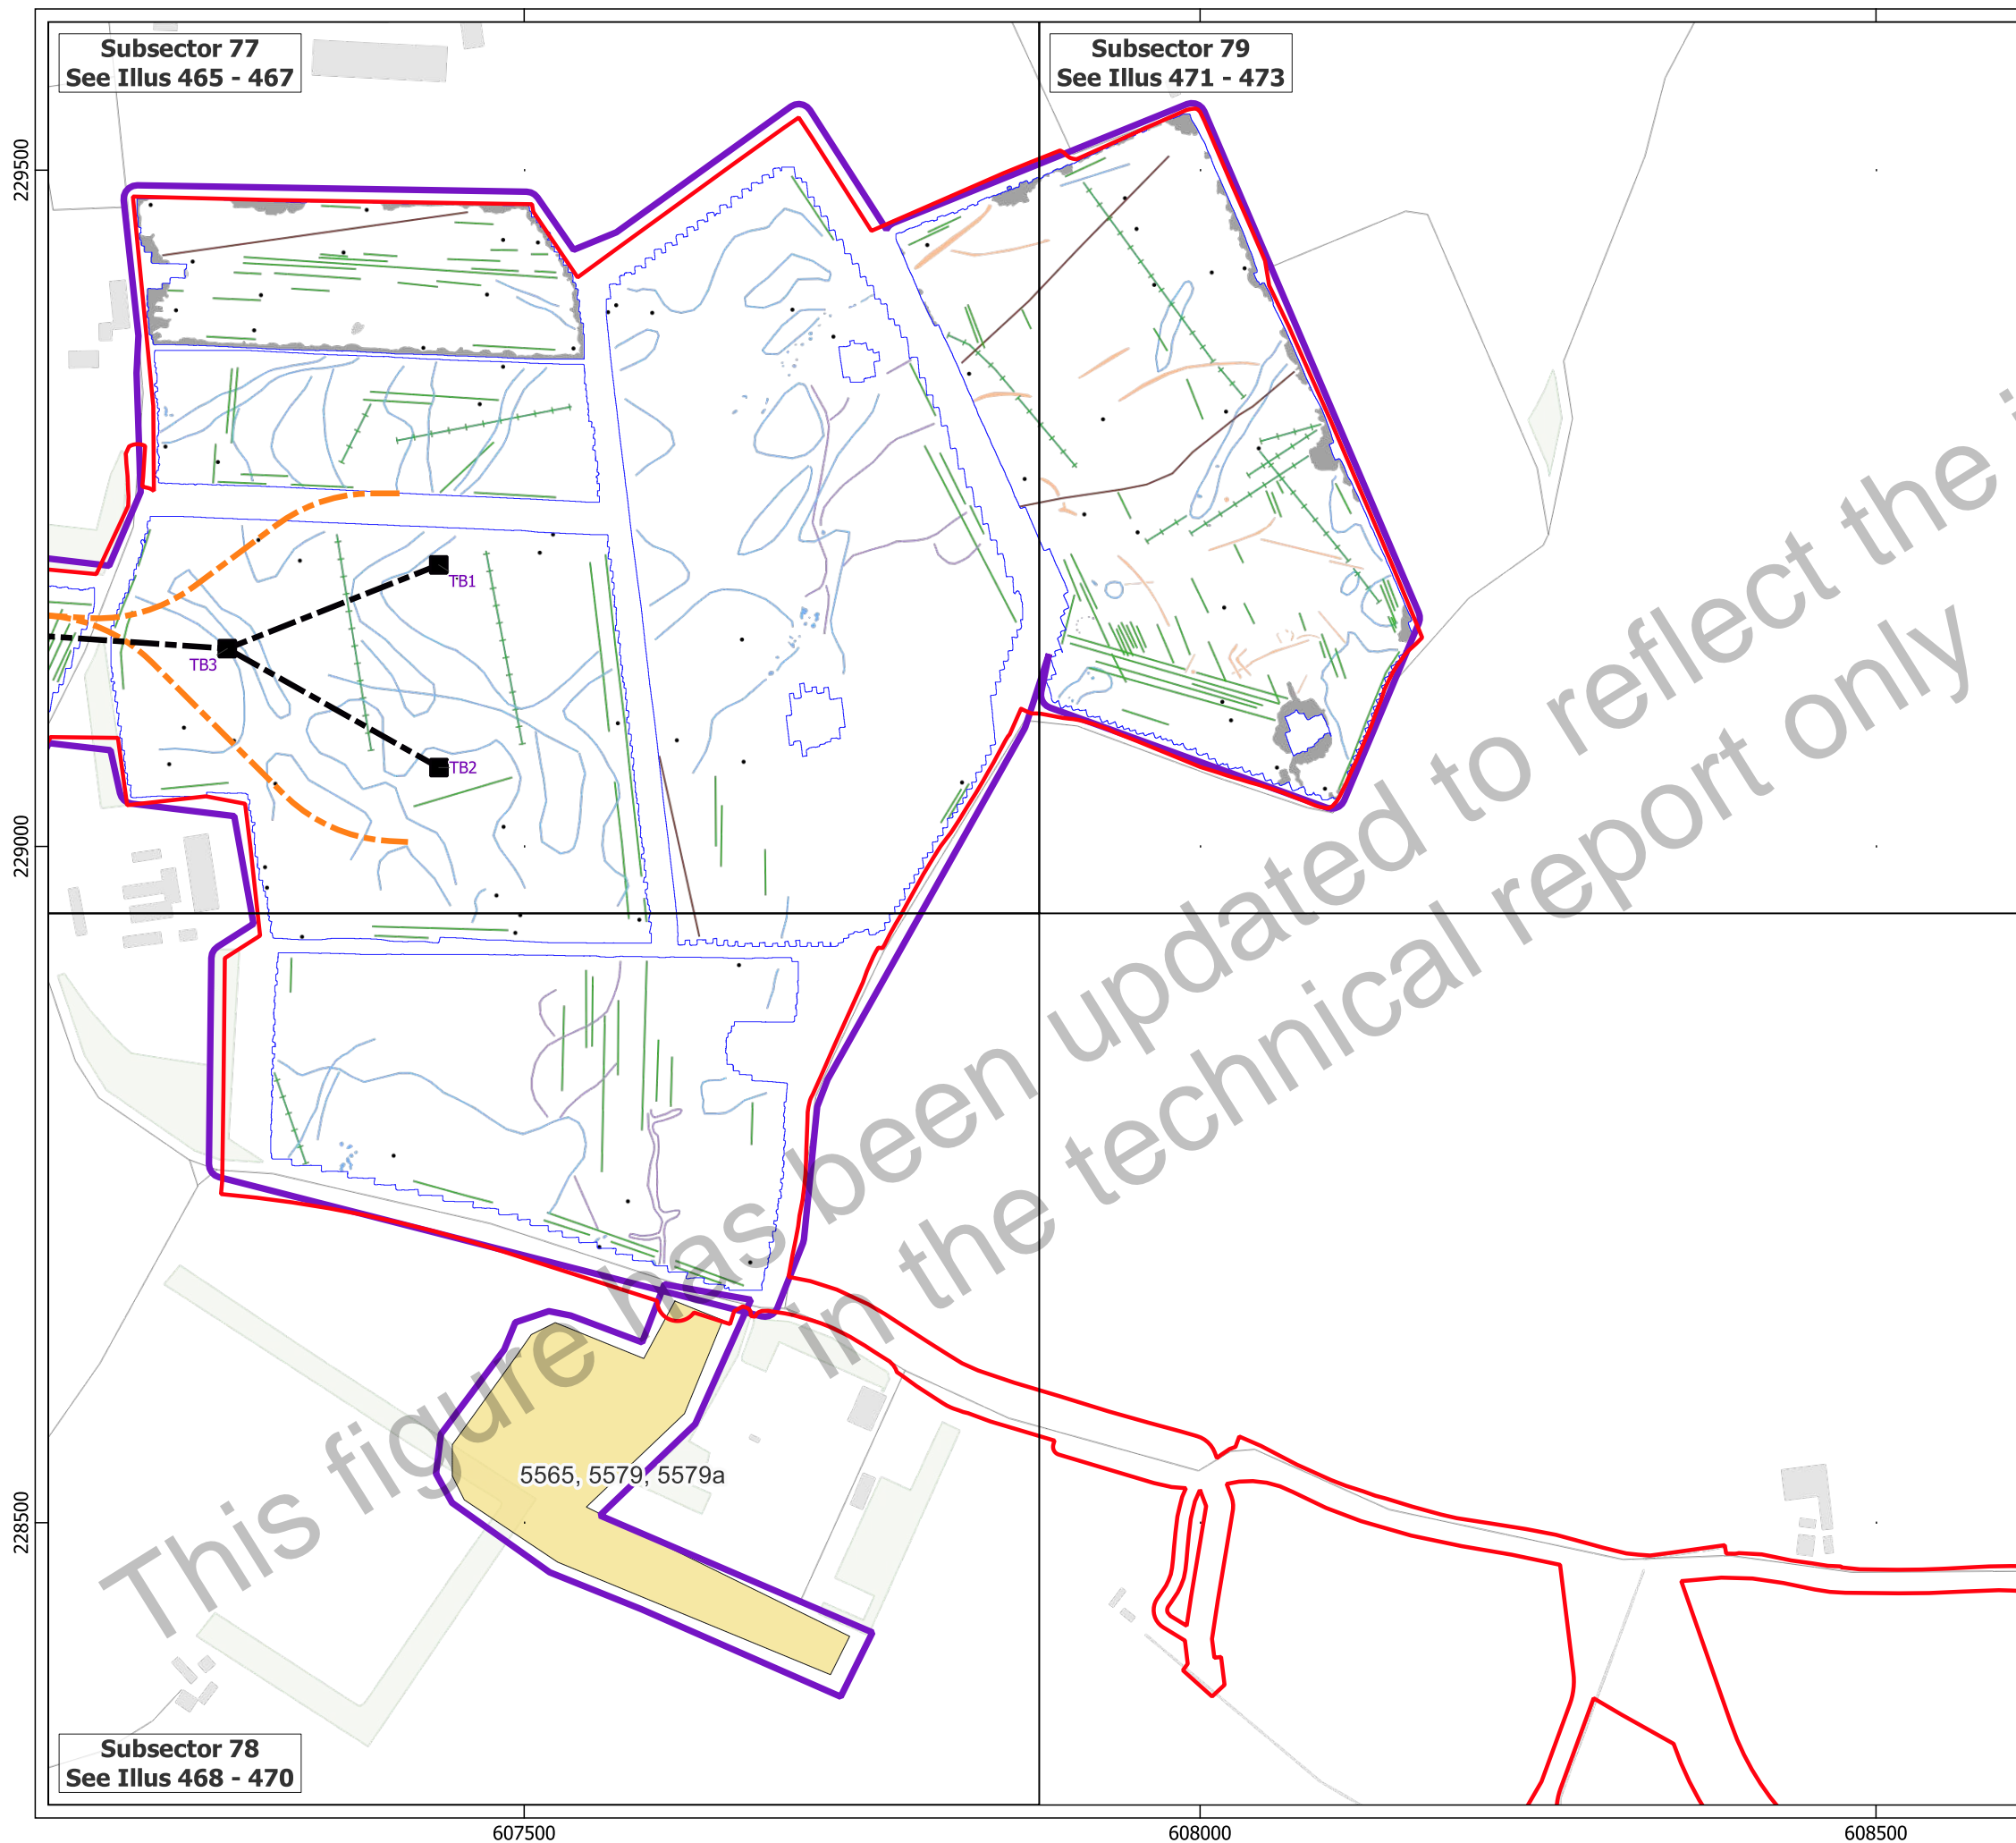 Subsector 77
See Illus 465 - 467
Subsector 79
See Illus 471 - 473
229500
TB1
TB3
TB2
229000
This figure has been updated to reflect the
in the technical report only
5565, 5579, 5579a
228500
Subsector 78
See Illus 468 - 470
607500
608000
608500